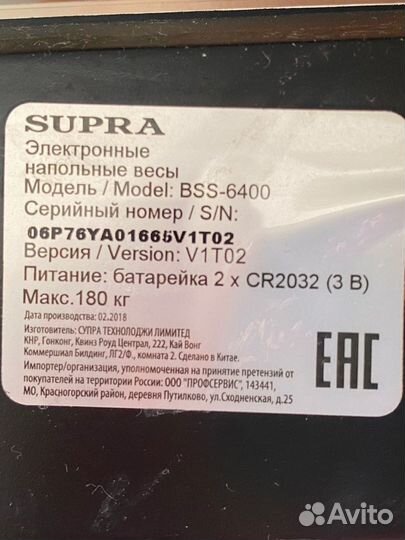 SUPRA
Электронные
напольные весы
Модель / Model: BSS-6400
Серийный номер / S/N:
06P76YA01665V1T02
Версия / Version: V1T02
Питание: батарейка 2 x CR2032 (3 В)
Макс.180 кг
Дата производства: 02.2018
Изготовитель: СУПРА ТЕХНОЛОДЖИ ЛИМИТЕД
КНР, Гонконг, Квинз Роуд Централ, 222, Кай Вонг
Коммершиал Билдинг, ЛГ2/Ф., комната 2. Сделано в Китае.
Импортер/организация, уполномоченная на принятие претензий от
покупателей на территории России: ООО "ПРОФСЕРВИС", 143441,
МО, Красногорский район, деревня Путилково, ул.Сходненская, д.25
EAC
Avito